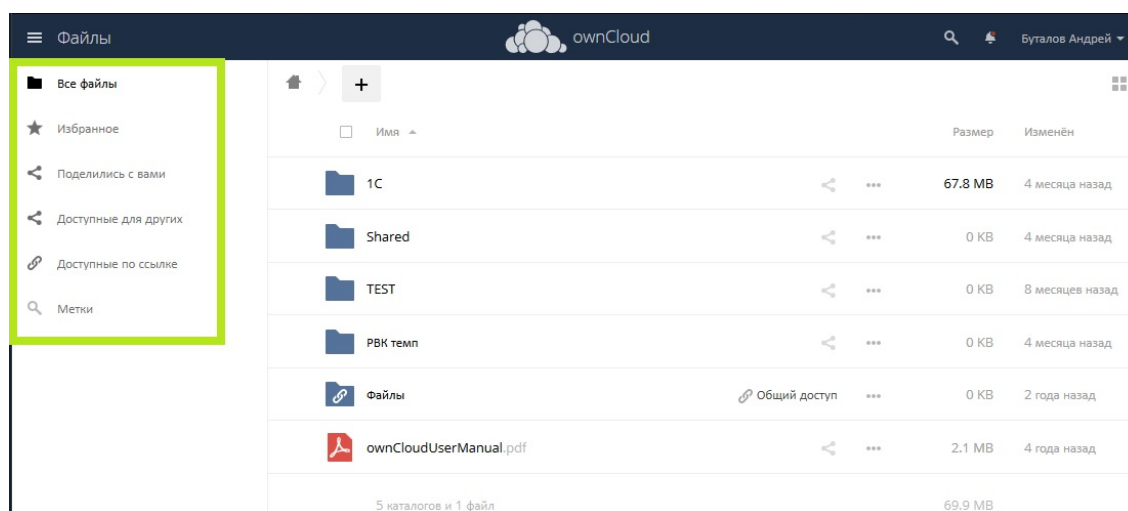 Файлы
ownCloud
Буталов Андрей
Все файлы
Избранное
Поделились с вами
Доступные для других
Доступные по ссылке
Метки
+
Имя Размер Изменён
1C 67.8 MB 4 месяца назад
Shared 0 KB 4 месяца назад
TEST 0 KB 8 месяцев назад
РВК темп 0 KB 4 месяца назад
Файлы Общий доступ 0 KB 2 года назад
ownCloudUserManual.pdf 2.1 MB 4 года назад
5 каталогов и 1 файл 69.9 MB